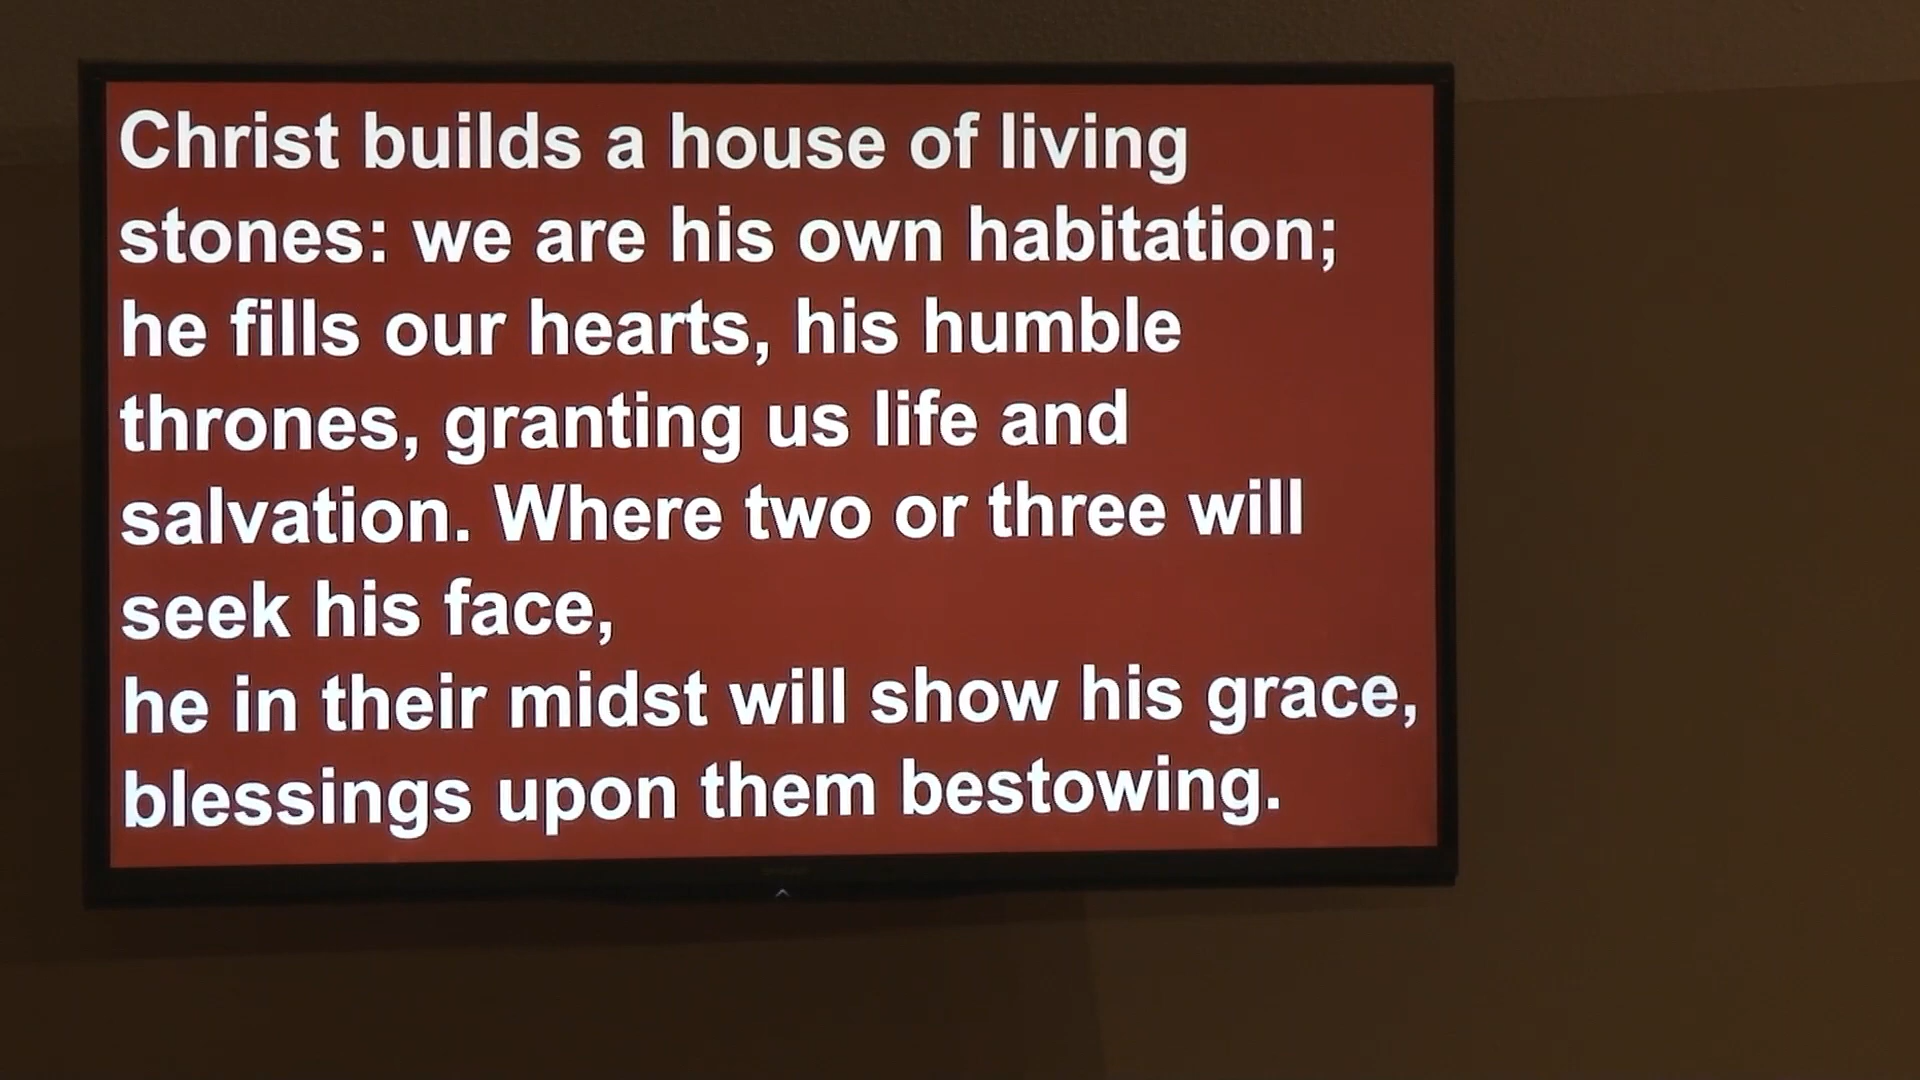 Christ builds a house of living
stones: we are his own habitation;
he fills our hearts, his humble
thrones, granting us life and
salvation. Where two or three will
seek his face,
he in their midst will show his grace,
blessings upon them bestowing.